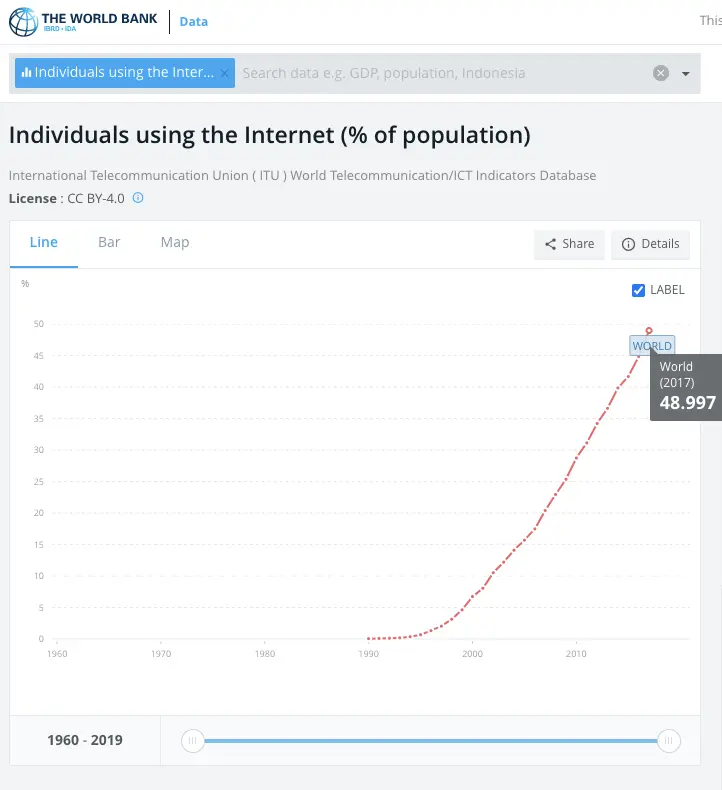 THE WORLD BANK
IBRD • IDA
Data
This
Individuals using the Inter... ×
Search data e.g. GDP, population, Indonesia
Individuals using the Internet (% of population)
International Telecommunication Union ( ITU ) World Telecommunication/ICT Indicators Database
License : CC BY-4.0
Line
Bar
Map
Share
Details
%
LABEL
50
45
40
35
30
25
20
15
10
5
0
WORLD
World
(2017)
48.997
1960
1970
1980
1990
2000
2010
1960 - 2019